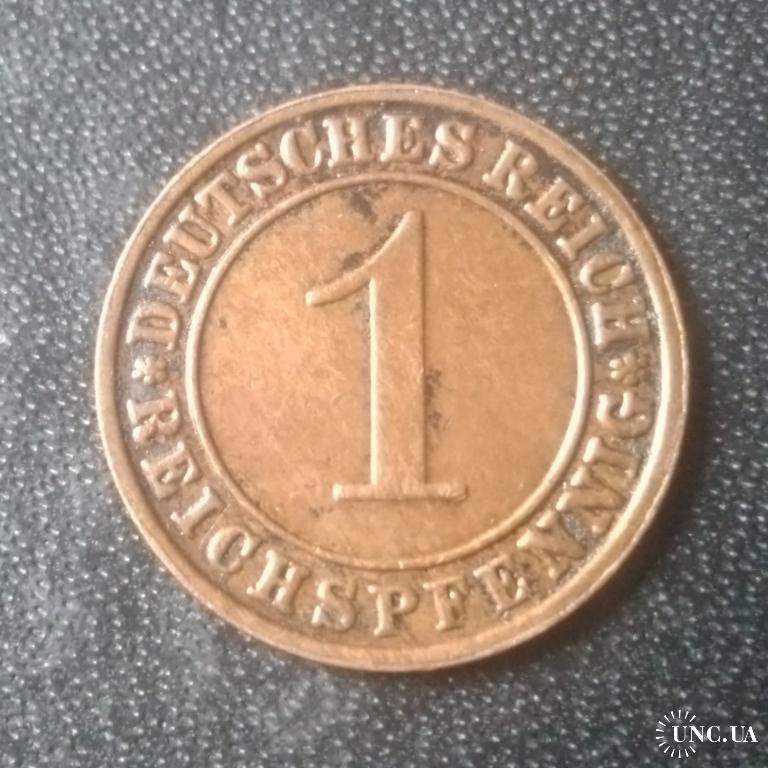 DEUTSCHES REICH
1
* REICHSPFENNIG *
UNC.UA